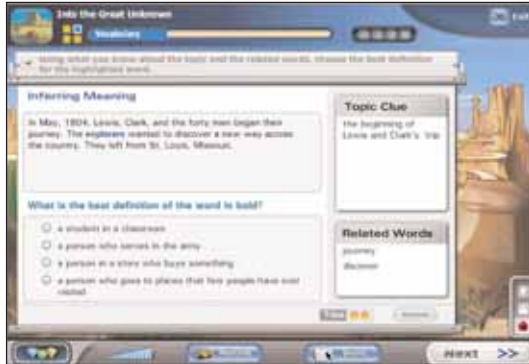 Into the Great Unknown
Exit
Vocabulary
Using what you know about the topic and the related words, choose the best definition
for the highlighted word.
Inferring Meaning
In May, 1804, Lewis, Clark, and the forty men began their
journey. The explorers wanted to discover a new way across
the country. They left from St. Louis, Missouri.
What is the best definition of the word in bold?
a student in a classroom
a person who serves in the army
a person in a story who buys something
a person who goes to places that few people have ever
visited
Topic Clue
the beginning of
Lewis and Clark's trip
Related Words
journey
discover
Tries
Next >>